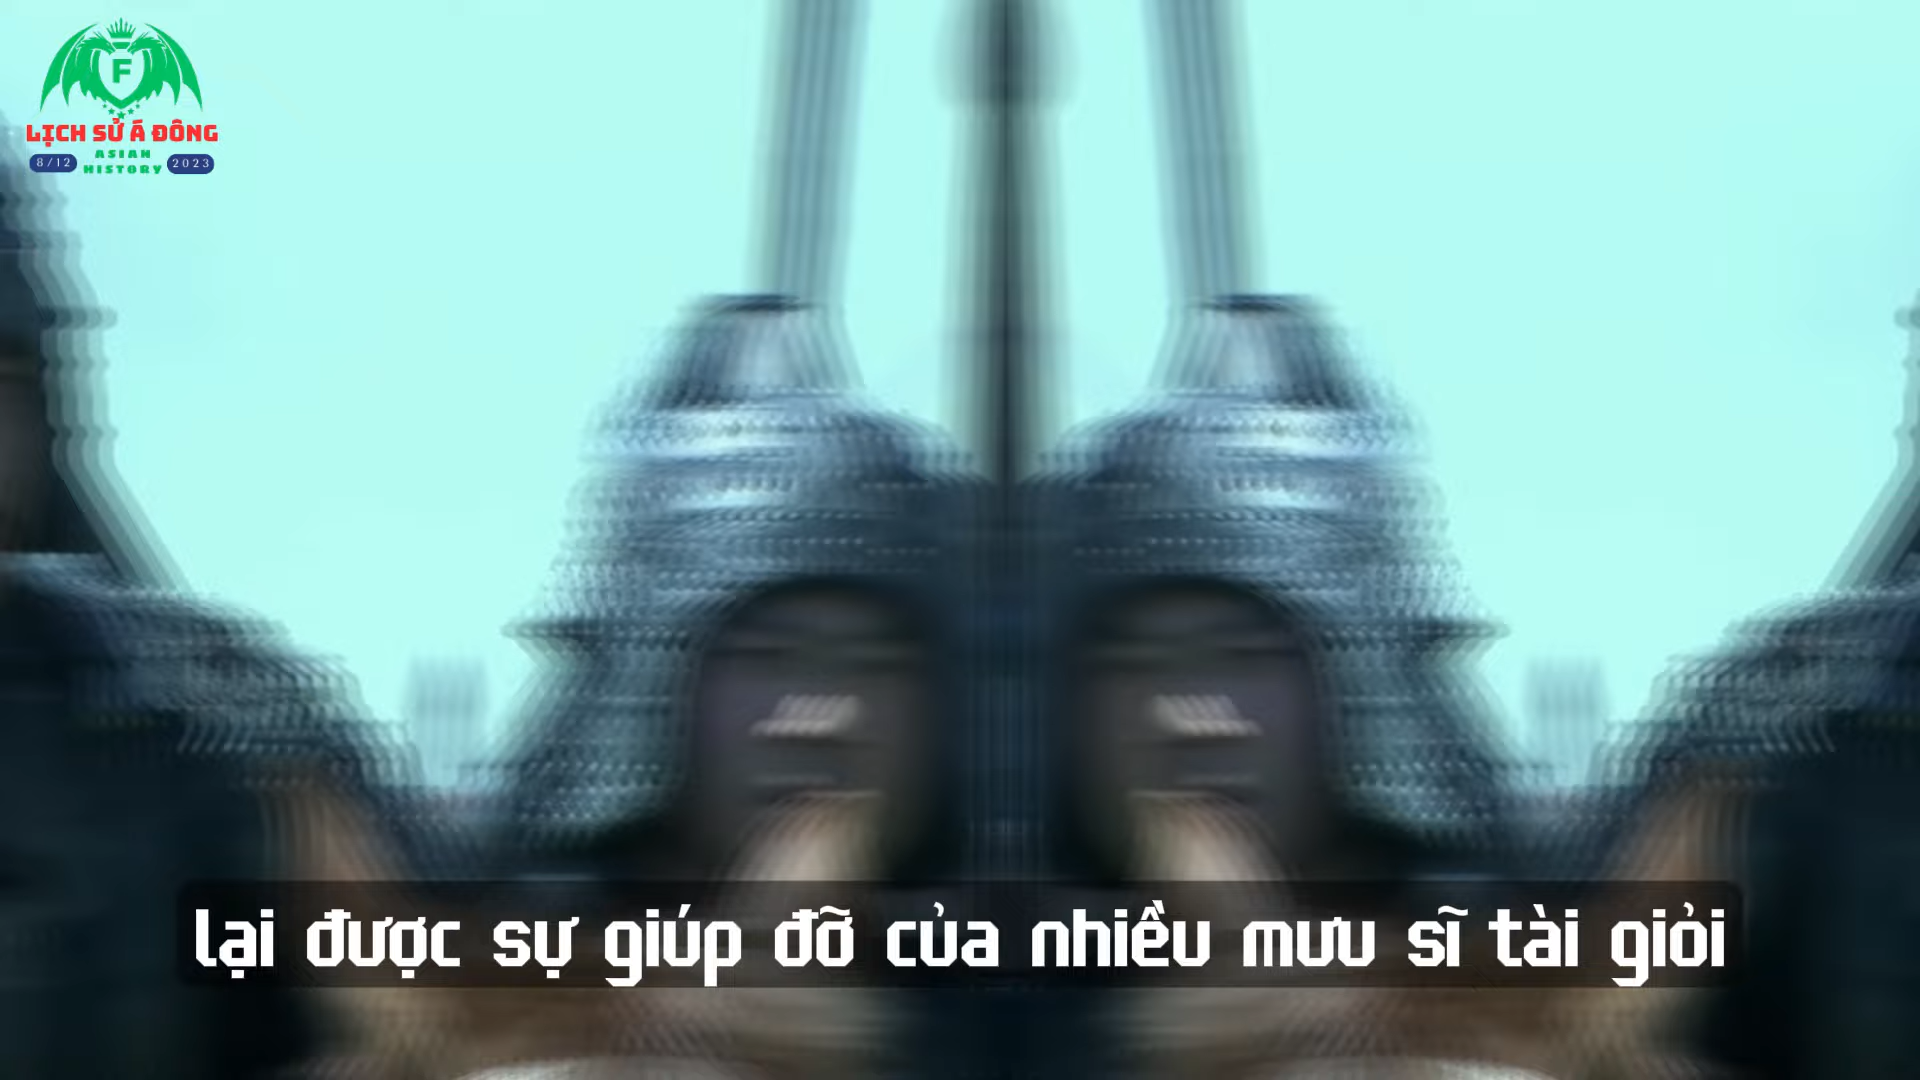 F
LỊCH SỬ Á ĐÔNG
8/12 ASIAN HISTORY 2023
lại được sự giúp đỡ của nhiều mưu sĩ tài giỏi